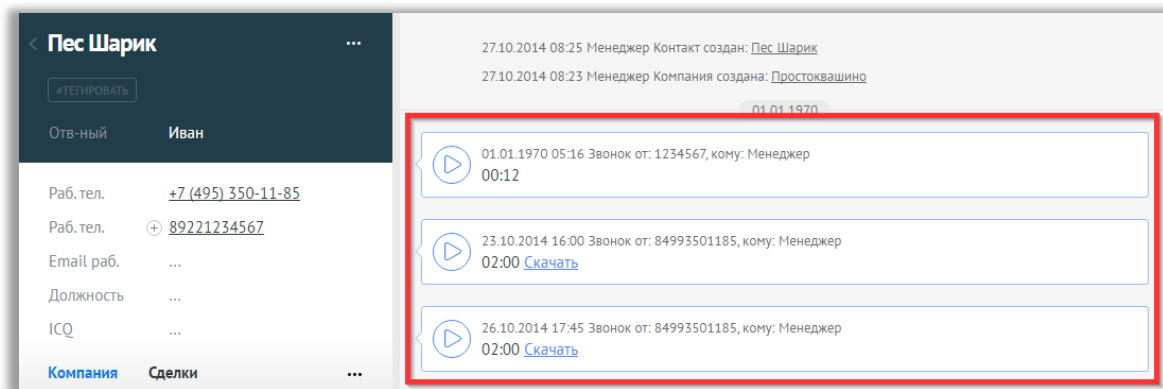 Пес Шарик
...
#ТЕГИРОВАТЬ
Отв-ный Иван
Раб. тел. +7 (495) 350-11-85
Раб. тел. + 89221234567
Email раб. ...
Должность ...
ICQ ...
Компания Сделки ...
27.10.2014 08:25 Менеджер Контакт создан: Пес Шарик
27.10.2014 08:23 Менеджер Компания создана: Простоквашино
01.01.1970
01.01.1970 05:16 Звонок от: 1234567, кому: Менеджер
00:12
23.10.2014 16:00 Звонок от: 84993501185, кому: Менеджер
02:00 Скачать
26.10.2014 17:45 Звонок от: 84993501185, кому: Менеджер
02:00 Скачать